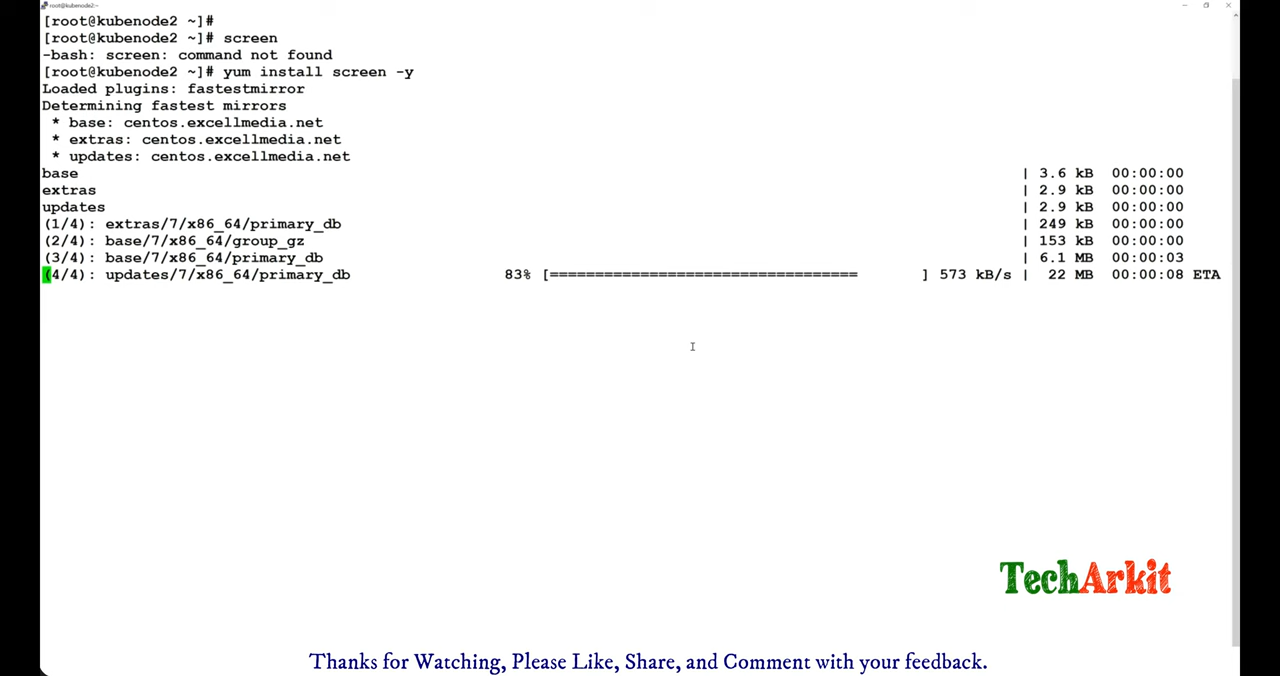 root@kubenode2:~
[root@kubenode2 ~]#
[root@kubenode2 ~]# screen
-bash: screen: command not found
[root@kubenode2 ~]# yum install screen -y
Loaded plugins: fastestmirror
Determining fastest mirrors
 * base: centos.excellmedia.net
 * extras: centos.excellmedia.net
 * updates: centos.excellmedia.net
base | 3.6 kB 00:00:00
extras | 2.9 kB 00:00:00
updates | 2.9 kB 00:00:00
(1/4): extras/7/x86_64/primary_db | 249 kB 00:00:00
(2/4): base/7/x86_64/group_gz | 153 kB 00:00:00
(3/4): base/7/x86_64/primary_db | 6.1 MB 00:00:03
(4/4): updates/7/x86_64/primary_db 83% [================================== ] 573 kB/s | 22 MB 00:00:08 ETA
TechArkit
Thanks for Watching, Please Like, Share, and Comment with your feedback.